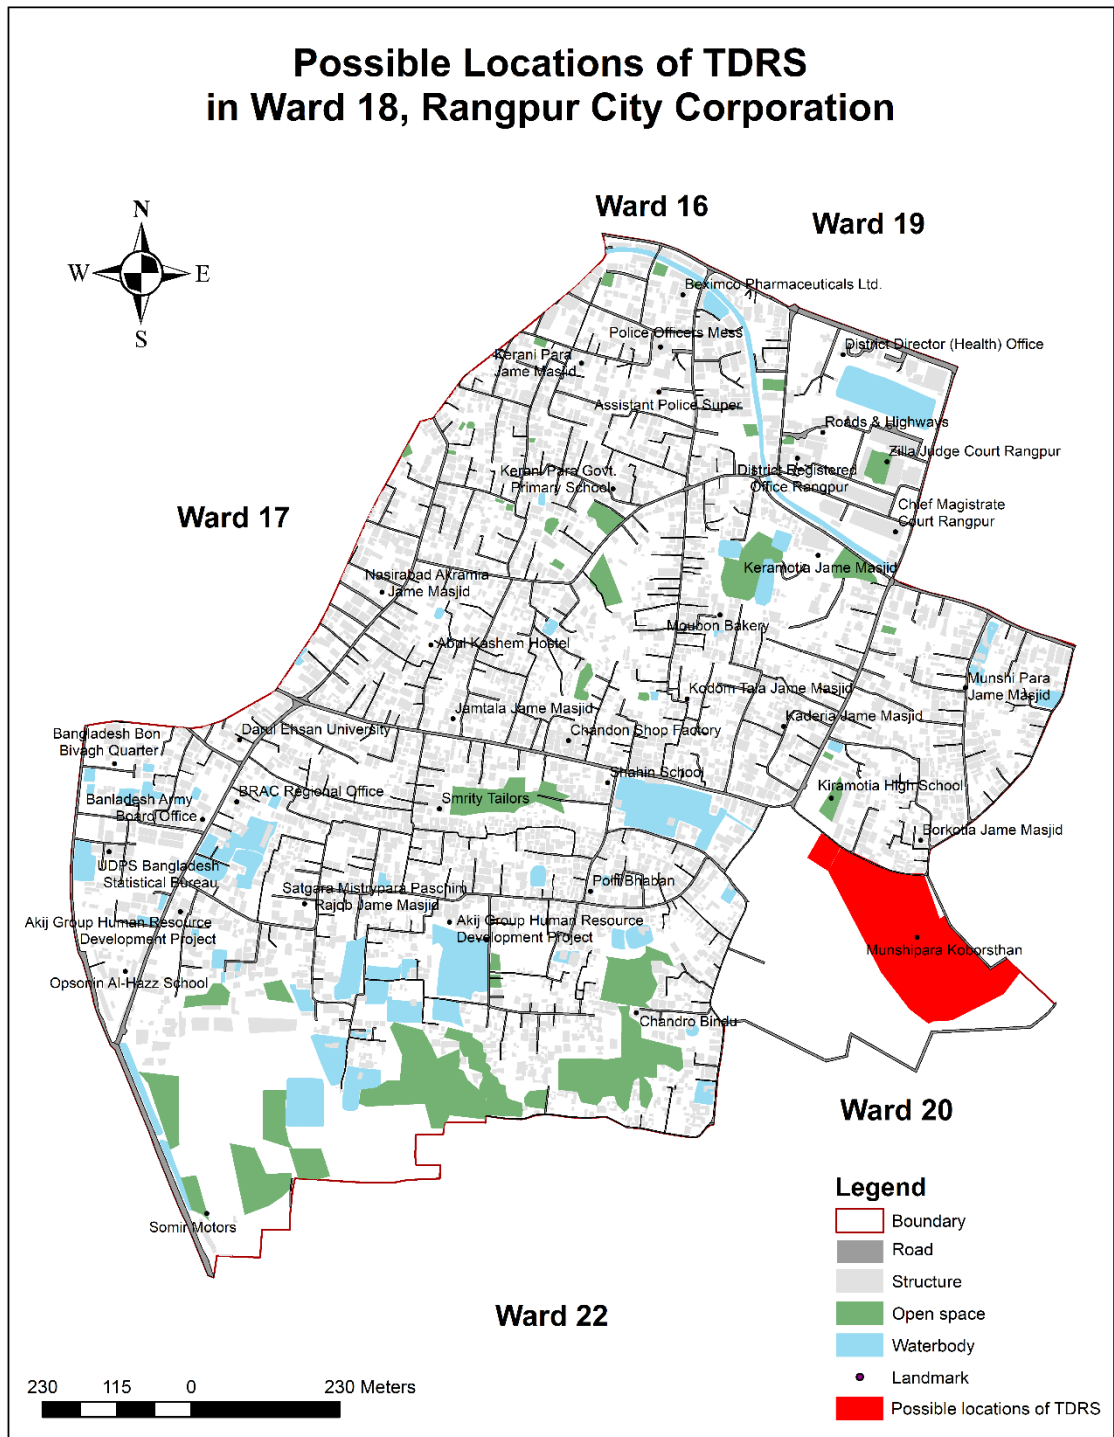 Possible Locations of TDRS
in Ward 18, Rangpur City Corporation
Ward 16
Ward 19
N
W
E
S
Beximco Pharmaceuticals Ltd.
Police Officers Mess
District Director (Health) Office
Kerani Para
Jame Masjid
Assistant Police Super
Roads & Highways
Zilla Judge Court Rangpur
Kerani Para Govt.
Primary School
District Registered
Office Rangpur
Chief Magistrate
Court Rangpur
Ward 17
Keramotia Jame Masjid
Nasirabad Akramia
Jame Masjid
Moubon Bakery
Abul Kashem Hostel
Munshi Para
Jame Masjid
Kodom Tala Jame Masjid
Jamtala Jame Masjid
Kaderia Jame Masjid
Darul Ehsan University
Chandon Shop Factory
Bangladesh Bon
Bivagh Quarter
Shahin School
Kiramotia High School
BRAC Regional Office
Smrity Tailors
Banladesh Army
Board Office
Borkotia Jame Masjid
UDPS Bangladesh
Statistical Bureau
Satgara Mistrypara Paschim
Rajob Jame Masjid
Polli Bhaban
Akij Group Human Resource
Development Project
Akij Group Human Resource
Development Project
Munshipara Koborsthan
Opsonin Al-Hazz School
Chandro Bindu
Ward 20
Somir Motors
Ward 22
Legend
Boundary
Road
Structure
Open space
Waterbody
Landmark
Possible locations of TDRS
230 115 0 230 Meters